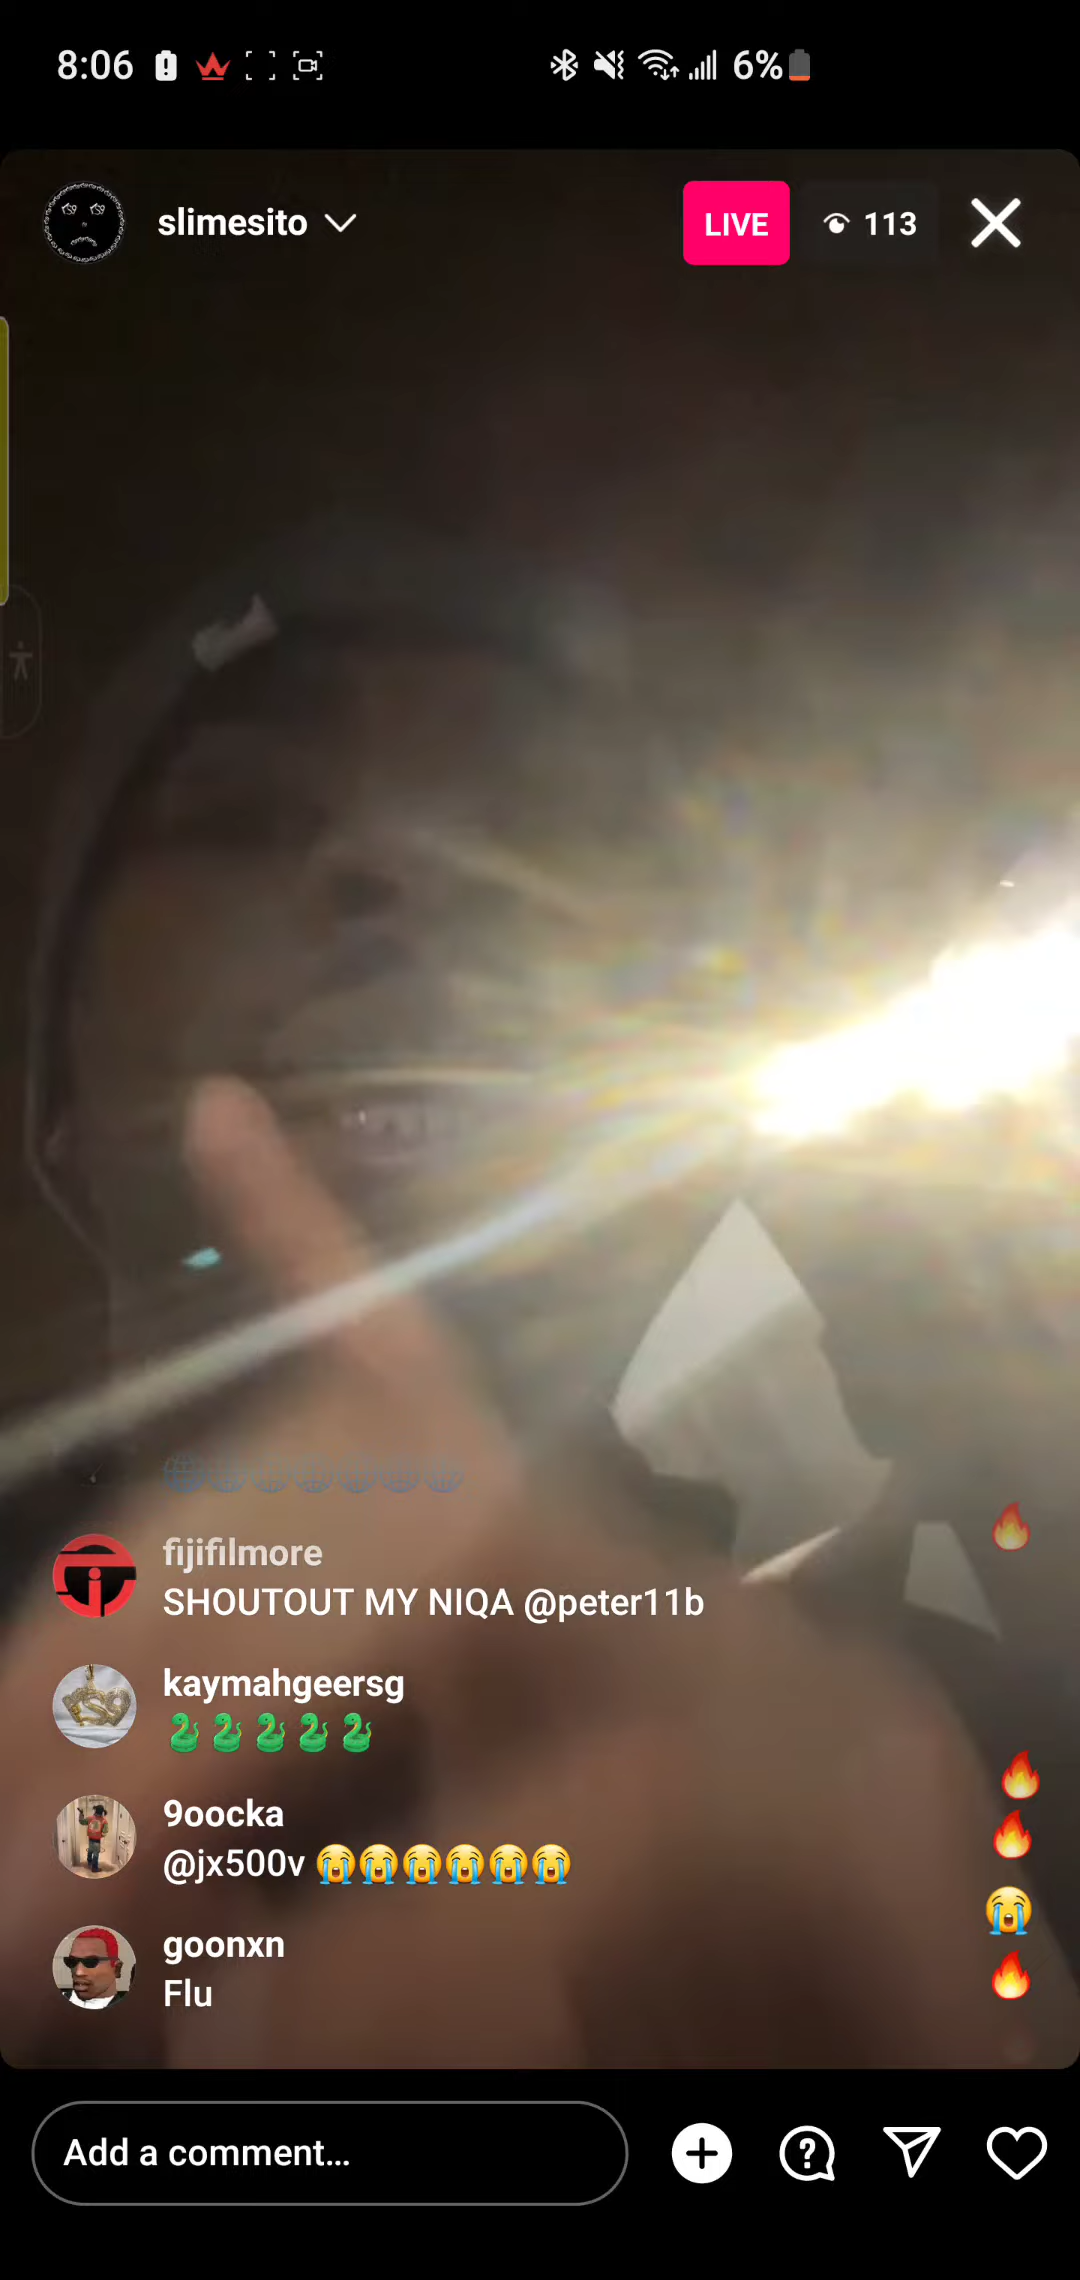 8:06
6%
slimesito
LIVE
113
fijifilmore
SHOUTOUT MY NIQA @peter11b
kaymahgeersg
🐍🐍🐍🐍🐍
9oocka
@jx500v 😭😭😭😭😭😭
goonxn
Flu
Add a comment...